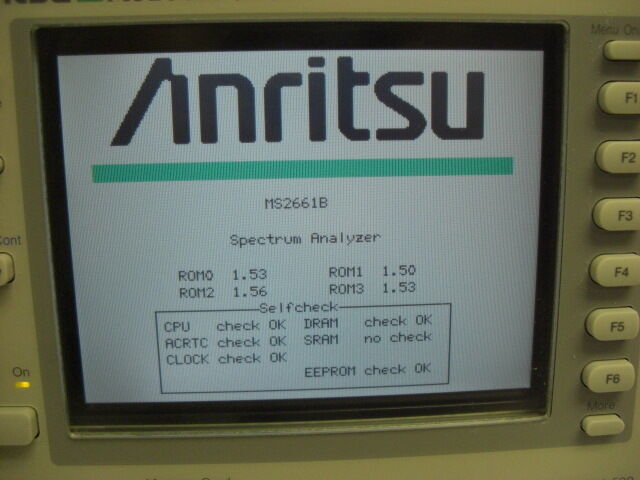 Anritsu
MS2661B
Spectrum Analyzer
ROM0 1.53 ROM1 1.50
ROM2 1.56 ROM3 1.53
Selfcheck
CPU check OK DRAM check OK
ACRTC check OK SRAM no check
CLOCK check OK
EEPROM check OK
Menu On
F1
F2
F3
F4
F5
F6
More
Cont
On